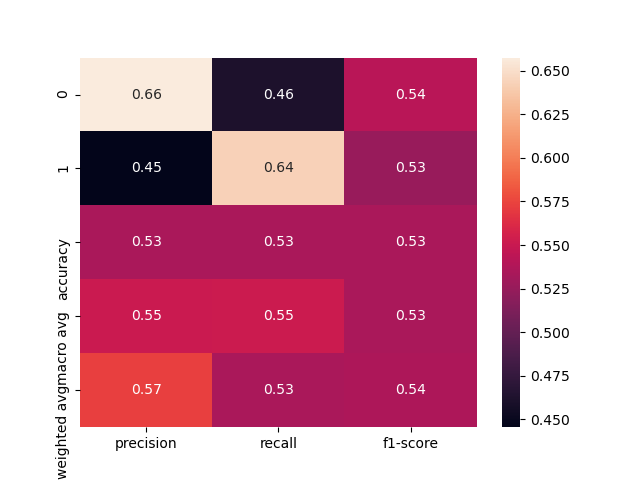 0 0.66 0.46 0.54
1 0.45 0.64 0.53
accuracy 0.53 0.53 0.53
macro avg 0.55 0.55 0.53
weighted avg 0.57 0.53 0.54
precision recall f1-score
0.650
0.625
0.600
0.575
0.550
0.525
0.500
0.475
0.450